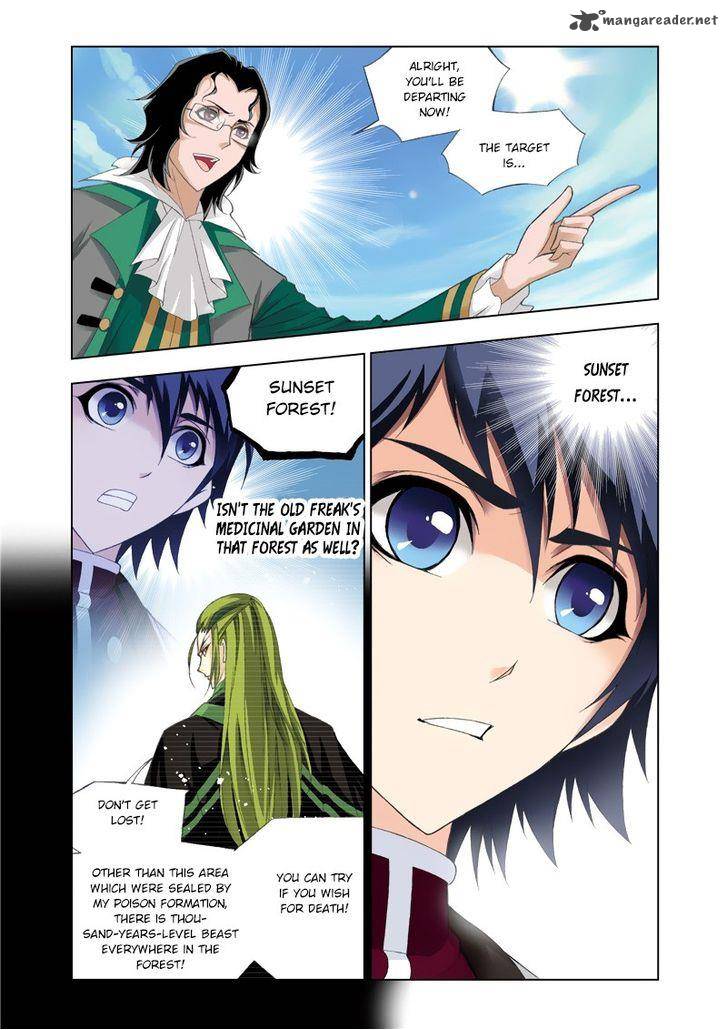 mangareader.net
ALRIGHT,
YOU'LL BE
DEPARTING
NOW!
THE TARGET
IS...
SUNSET
FOREST...
SUNSET
FOREST!
ISN'T THE OLD FREAK'S
MEDICINAL GARDEN IN
THAT FOREST AS WELL?
DON'T GET
LOST!
OTHER THAN THIS AREA
WHICH WERE SEALED BY
MY POISON FORMATION,
THERE IS THOU-
SAND-YEARS-LEVEL BEAST
EVERYWHERE IN THE
FOREST!
YOU CAN TRY
IF YOU WISH
FOR DEATH!